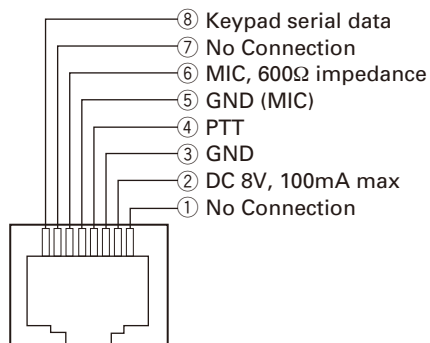 ⑧ Keypad serial data
⑦ No Connection
⑥ MIC, 600Ω impedance
⑤ GND (MIC)
④ PTT
③ GND
② DC 8V, 100mA max
① No Connection